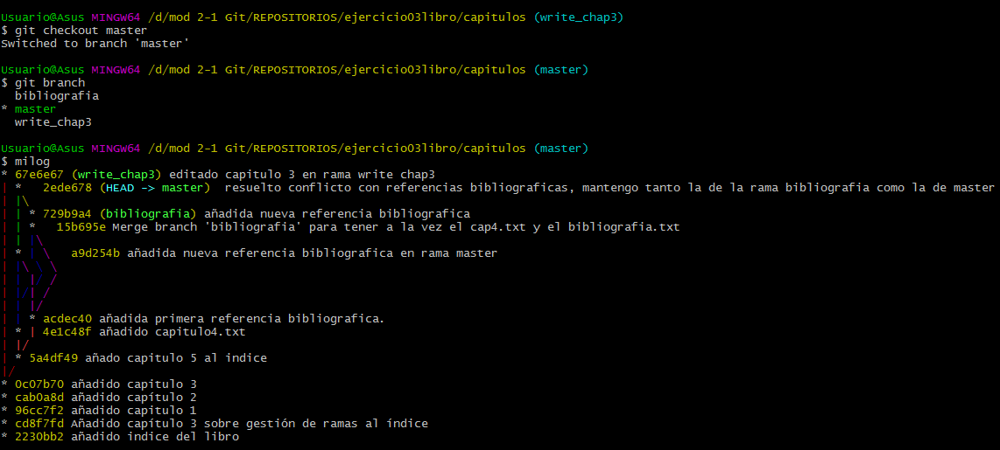 Usuario@Asus MINGW64 /d/mod 2-1 Git/REPOSITORIOS/ejercicio03libro/capitulos (write_chap3)
$ git checkout master
Switched to branch 'master'
Usuario@Asus MINGW64 /d/mod 2-1 Git/REPOSITORIOS/ejercicio03libro/capitulos (master)
$ git branch
  bibliografia
* master
  write_chap3
Usuario@Asus MINGW64 /d/mod 2-1 Git/REPOSITORIOS/ejercicio03libro/capitulos (master)
$ milog
* 67e6e67 (write_chap3) editado capitulo 3 en rama write chap3
| *   2ede678 (HEAD -> master)  resuelto conflicto con referencias bibliograficas, mantengo tanto la de la rama bibliografia como la de master
| |\
| | * 729b9a4 (bibliografia) añadida nueva referencia bibliografica
| | *   15b695e Merge branch 'bibliografia' para tener a la vez el cap4.txt y el bibliografia.txt
| | |\
| * | \   a9d254b añadida nueva referencia bibliografica en rama master
| |\ \ \
| | |/ /
| |/| /
| | |/
| | * acdec40 añadida primera referencia bibliografica.
| * | 4e1c48f añadido capitulo4.txt
| |/
| * 5a4df49 añado capitulo 5 al indice
|/
* 0c07b70 añadido capítulo 3
* cab0a8d añadido capítulo 2
* 96cc7f2 añadido capítulo 1
* cd8f7fd Añadido capítulo 3 sobre gestión de ramas al índice
* 2230bb2 añadido indice del libro